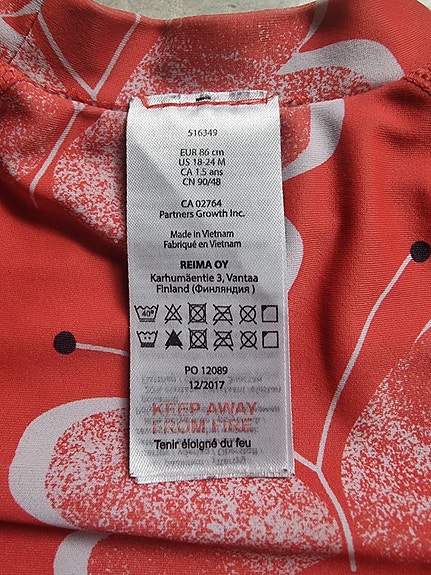 516349
EUR 86 cm
US 18-24 M
CA 1.5 ans
CN 90/48
CA 02764
Partners Growth Inc.
Made in Vietnam
Fabriqué en Vietnam
REIMA OY
Karhumäentie 3, Vantaa
Finland (Финляндия )
40°
PO 12089
12/2017
KEEP AWAY
FROM FIRE
Tenir éloigné du feu